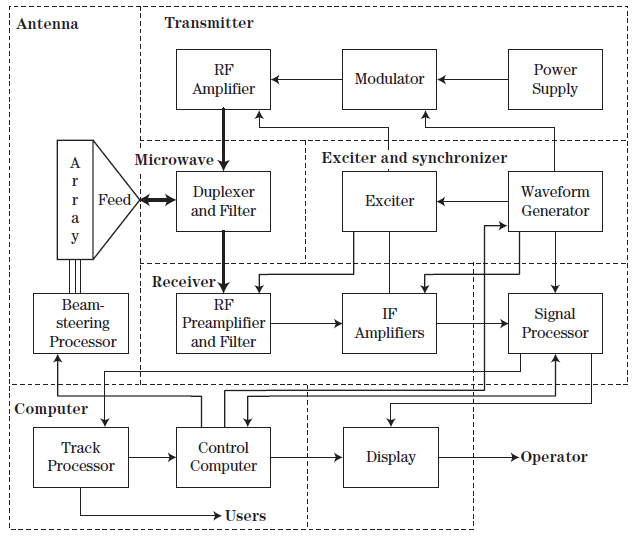 Antenna
Transmitter
RF
Amplifier
Modulator
Power
Supply
Microwave
Exciter and synchronizer
A
r
r
a
y
Feed
Duplexer
and Filter
Exciter
Waveform
Generator
Receiver
Beam-
steering
Processor
RF
Preamplifier
and Filter
IF
Amplifiers
Signal
Processor
Computer
Track
Processor
Control
Computer
Display
Operator
Users